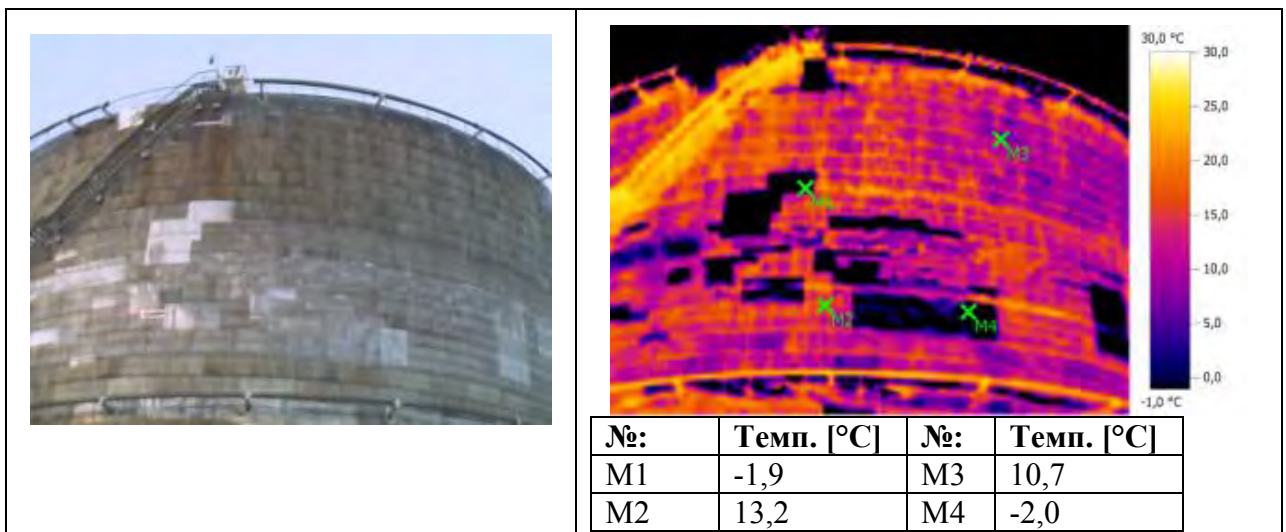 30,0 °C
30,0
25,0
20,0
15,0
10,0
5,0
0,0
-1,0 °C
M3
M1
M2
M4
№: Темп. [°C] №: Темп. [°C]
M1 -1,9 M3 10,7
M2 13,2 M4 -2,0